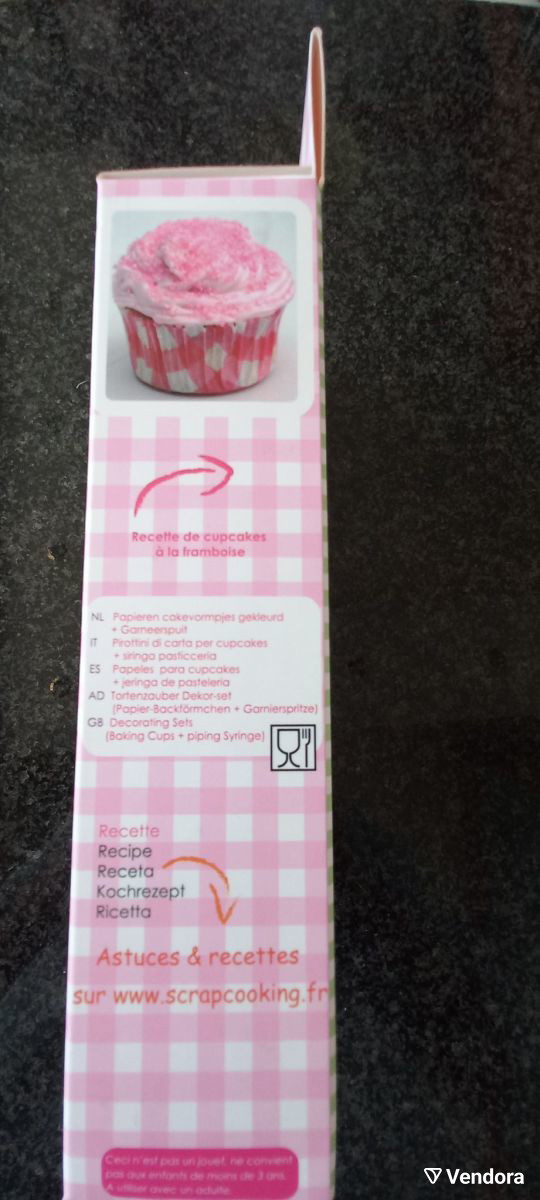 Recette de cupcakes
à la framboise
NL Papieren cakevormpjes gekleurd
+ Garneerspuit
IT Pirottini di carta per cupcakes
+ siringa pasticceria
ES Papeles para cupcakes
+ jeringa de pasteleria
AD Tortenzauber Dekor-set
(Papier-Backförmchen + Garnierspritze)
GB Decorating Sets
(Baking Cups + piping Syringe)
Recette
Recipe
Receta
Kochrezept
Ricetta
Astuces & recettes
sur www.scrapcooking.fr
Ceci n'est pas un jouet, ne convient
pas aux enfants de moins de 3 ans.
A utiliser avec un adulte.
Vendora